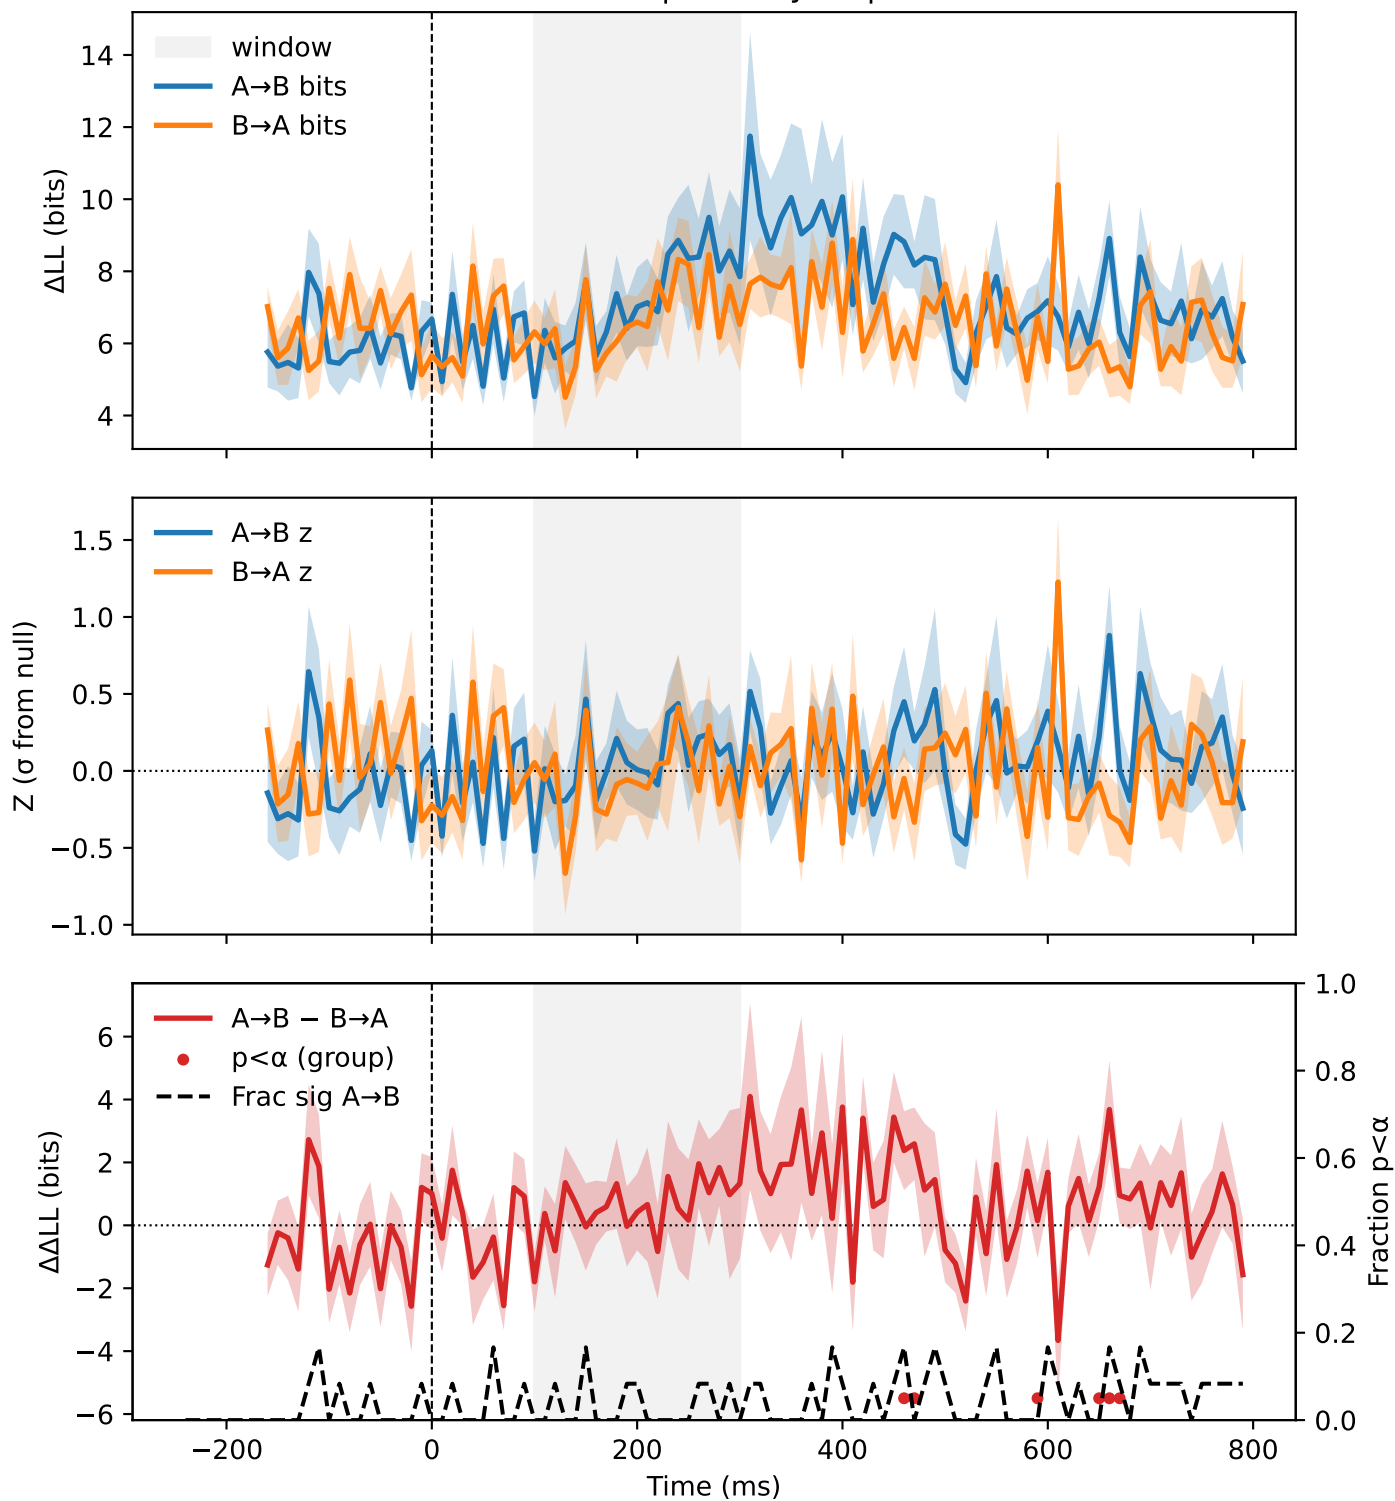 14
12
10
8
6
4
ΔLL (bits)
window
A→B bits
B→A bits
−200
0
200
400
600
800
1.5
1.0
0.5
0.0
−0.5
−1.0
Z (σ from null)
A→B z
B→A z
6
4
2
0
−2
−4
−6
ΔΔLL (bits)
A→B − B→A
p<α (group)
Frac sig A→B
1.0
0.8
0.6
0.4
0.2
0.0
Fraction p<α
Time (ms)